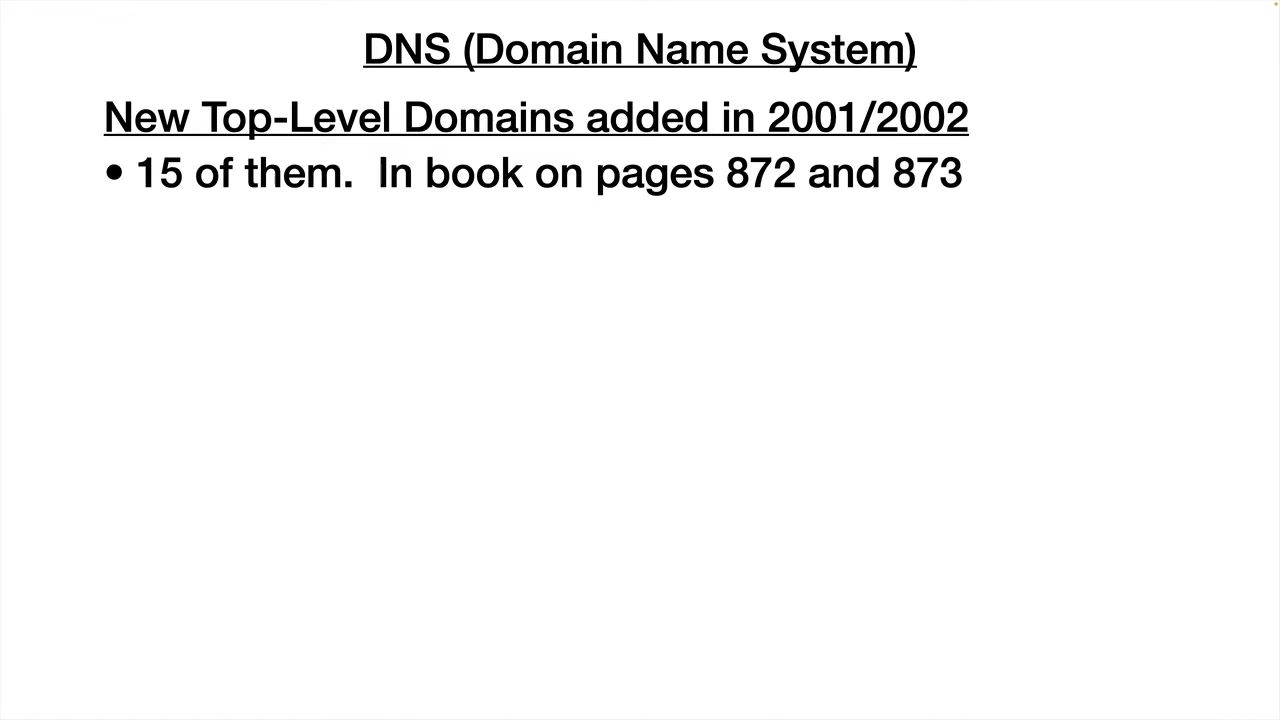 DNS (Domain Name System)
New Top-Level Domains added in 2001/2002
• 15 of them.  In book on pages 872 and 873